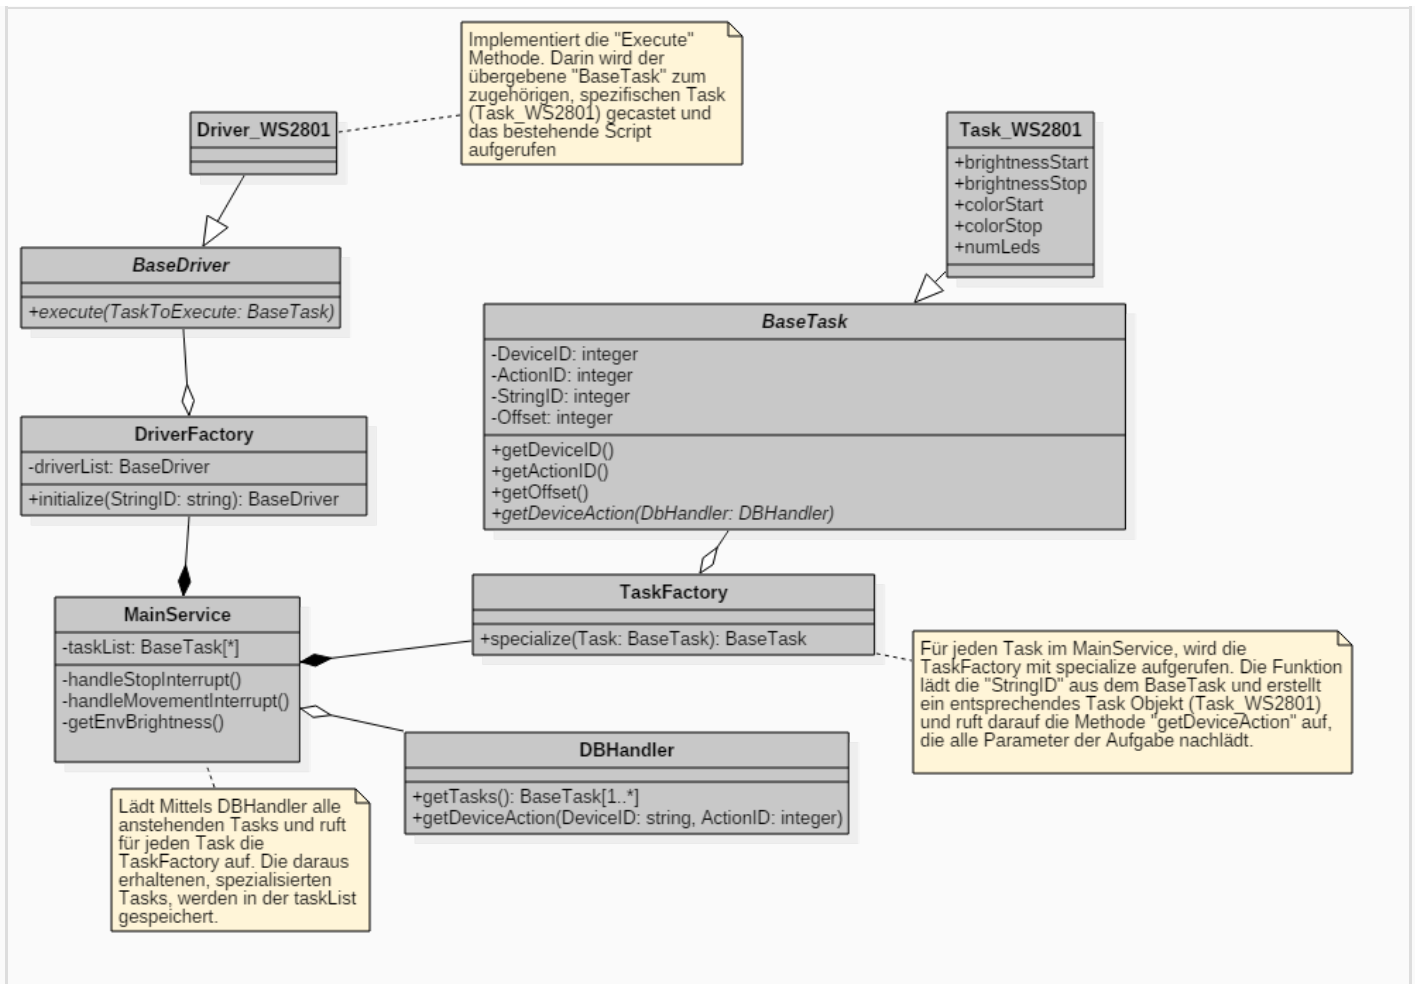 Implementiert die "Execute"
Methode. Darin wird der
übergebene "BaseTask" zum
zugehörigen, spezifischen Task
(Task_WS2801) gecastet und
das bestehende Script
aufgerufen
Driver_WS2801
Task_WS2801
+brightnessStart
+brightnessStop
+colorStart
+colorStop
+numLeds
BaseDriver
+execute(TaskToExecute: BaseTask)
BaseTask
-DeviceID: integer
-ActionID: integer
-StringID: integer
-Offset: integer
+getDeviceID()
+getActionID()
+getOffset()
+getDeviceAction(DbHandler: DBHandler)
DriverFactory
-driverList: BaseDriver
+initialize(StringID: string): BaseDriver
MainService
-taskList: BaseTask[*]
-handleStopInterrupt()
-handleMovementInterrupt()
-getEnvBrightness()
TaskFactory
+specialize(Task: BaseTask): BaseTask
Für jeden Task im MainService, wird die
TaskFactory mit specialize aufgerufen. Die Funktion
lädt die "StringID" aus dem BaseTask und erstellt
ein entsprechendes Task Objekt (Task_WS2801)
und ruft darauf die Methode "getDeviceAction" auf,
die alle Parameter der Aufgabe nachlädt.
DBHandler
+getTasks(): BaseTask[1..*]
+getDeviceAction(DeviceID: string, ActionID: integer)
Lädt Mittels DBHandler alle
anstehenden Tasks und ruft
für jeden Task die
TaskFactory auf. Die daraus
erhaltenen, spezialisierten
Tasks, werden in der taskList
gespeichert.